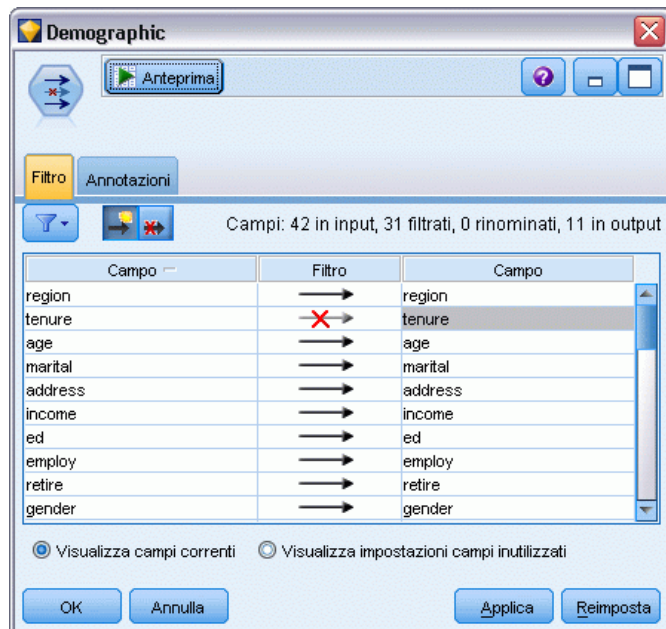 Demographic
Anteprima
Filtro Annotazioni
Campi: 42 in input, 31 filtrati, 0 rinominati, 11 in output
Campo Filtro Campo
region region
tenure tenure
age age
marital marital
address address
income income
ed ed
employ employ
retire retire
gender gender
Visualizza campi correnti Visualizza impostazioni campi inutilizzati
OK Annulla Applica Reimposta